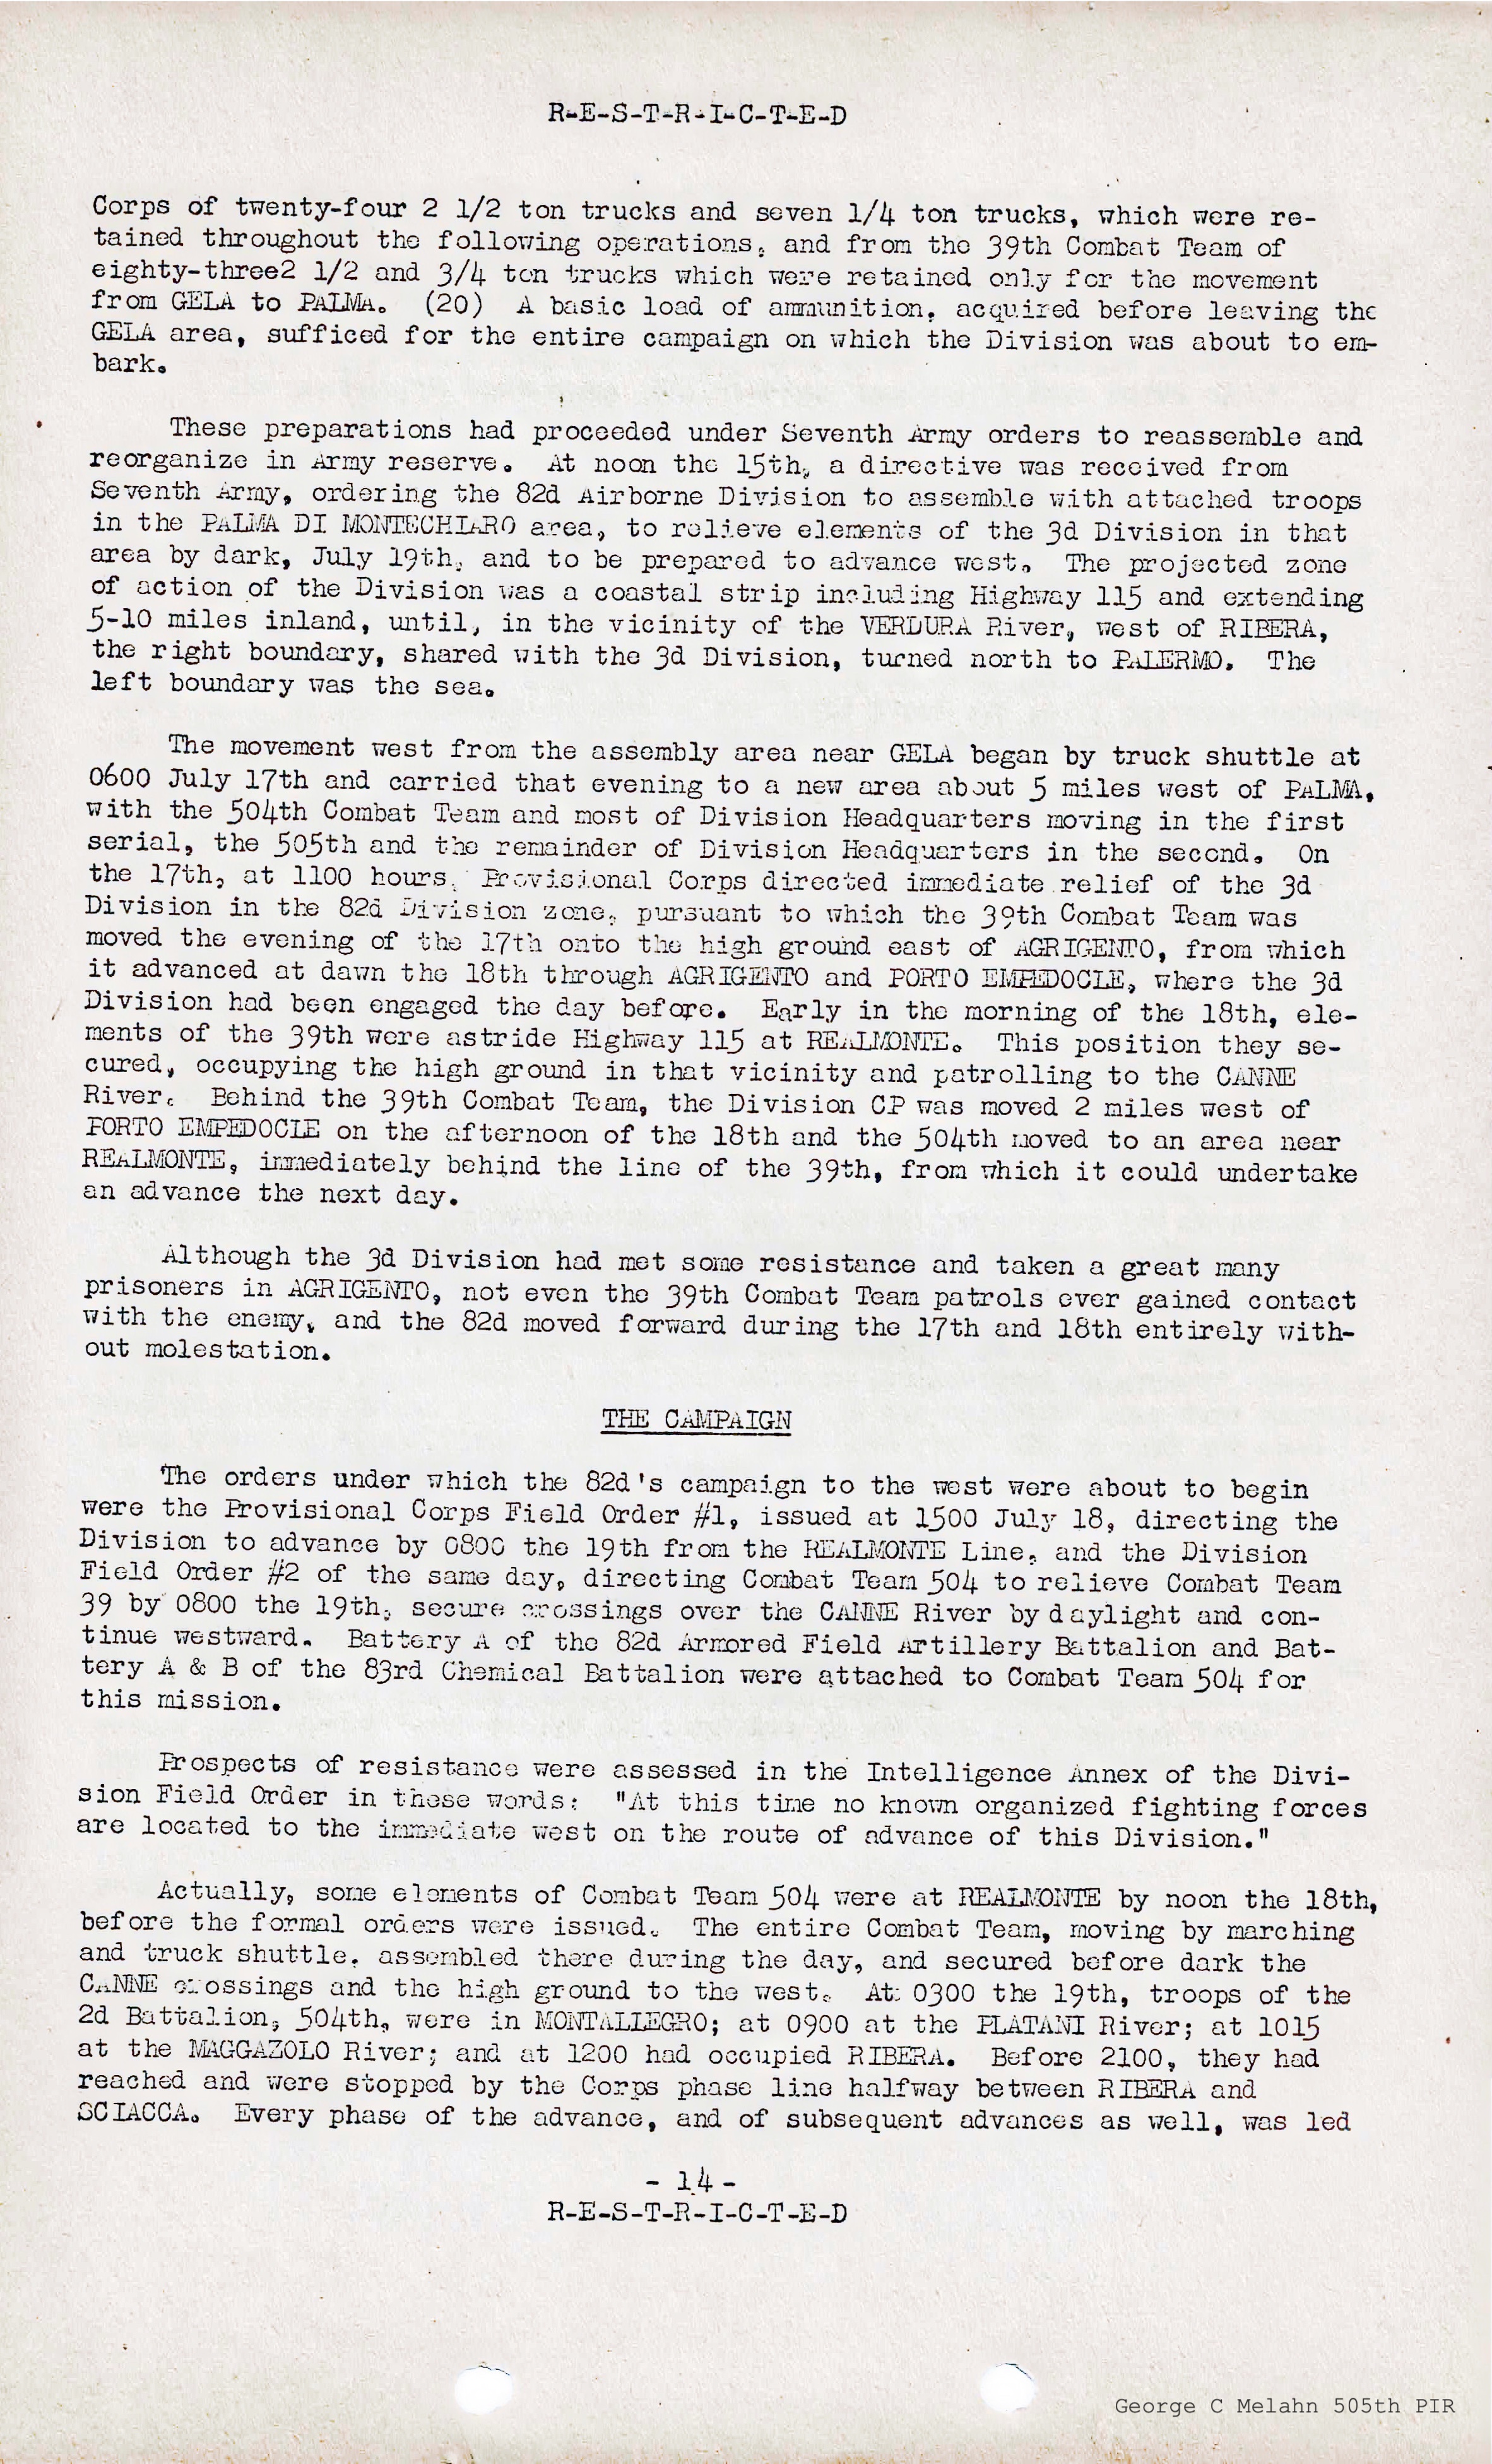 R-E-S-T-R-I-C-T-E-D
Corps of twenty-four 2 1/2 ton trucks and seven 1/4 ton trucks, which were re-
tained throughout the following operations, and from the 39th Combat Team of
eighty-three2 1/2 and 3/4 ton trucks which were retained only for the movement
from GELA to PALMA. (20) A basic load of ammunition, acquired before leaving the
GELA area, sufficed for the entire campaign on which the Division was about to em-
bark.
These preparations had proceeded under Seventh Army orders to reassemble and
reorganize in Army reserve. At noon the 15th, a directive was received from
Seventh Army, ordering the 82d Airborne Division to assemble with attached troops
in the PALMA DI MONTECHIARO area, to relieve elements of the 3d Division in that
area by dark, July 19th, and to be prepared to advance west. The projected zone
of action of the Division was a coastal strip including Highway 115 and extending
5-10 miles inland, until, in the vicinity of the VERDURA River, west of RIBERA,
the right boundary, shared with the 3d Division, turned north to PALERMO. The
left boundary was the sea.
The movement west from the assembly area near GELA began by truck shuttle at
0600 July 17th and carried that evening to a new area about 5 miles west of PALMA,
with the 504th Combat Team and most of Division Headquarters moving in the first
serial, the 505th and the remainder of Division Headquarters in the second. On
the 17th, at 1100 hours, Provisional Corps directed immediate relief of the 3d
Division in the 82d Division zone, pursuant to which the 39th Combat Team was
moved the evening of the 17th onto the high ground east of AGRIGENTO, from which
it advanced at dawn the 18th through AGRIGENTO and PORTO EMPEDOCLE, where the 3d
Division had been engaged the day before. Early in the morning of the 18th, ele-
ments of the 39th were astride Highway 115 at REALMONTE. This position they se-
cured, occupying the high ground in that vicinity and patrolling to the CANNE
River. Behind the 39th Combat Team, the Division CP was moved 2 miles west of
PORTO EMPEDOCLE on the afternoon of the 18th and the 504th moved to an area near
REALMONTE, immediately behind the line of the 39th, from which it could undertake
an advance the next day.
Although the 3d Division had met some resistance and taken a great many
prisoners in AGRIGENTO, not even the 39th Combat Team patrols ever gained contact
with the enemy, and the 82d moved forward during the 17th and 18th entirely with-
out molestation.
THE CAMPAIGN
The orders under which the 82d's campaign to the west were about to begin
were the Provisional Corps Field Order #1, issued at 1500 July 18, directing the
Division to advance by 0800 the 19th from the REALMONTE Line, and the Division
Field Order #2 of the same day, directing Combat Team 504 to relieve Combat Team
39 by 0800 the 19th, secure crossings over the CANNE River by daylight and con-
tinue westward. Battery A of the 82d Armored Field Artillery Battalion and Bat-
tery A & B of the 83rd Chemical Battalion were attached to Combat Team 504 for
this mission.
Prospects of resistance were assessed in the Intelligence Annex of the Divi-
sion Field Order in these words: "At this time no known organized fighting forces
are located to the immediate west on the route of advance of this Division."
Actually, some elements of Combat Team 504 were at REALMONTE by noon the 18th,
before the formal orders were issued. The entire Combat Team, moving by marching
and truck shuttle, assembled there during the day, and secured before dark the
CANNE crossings and the high ground to the west. At 0300 the 19th, troops of the
2d Battalion, 504th, were in MONTALLEGRO; at 0900 at the PLATANI River; at 1015
at the MAGGAZOLO River; and at 1200 had occupied RIBERA. Before 2100, they had
reached and were stopped by the Corps phase line halfway between RIBERA and
SCIACCA. Every phase of the advance, and of subsequent advances as well, was led
- 14 -
R-E-S-T-R-I-C-T-E-D
George C Melahn 505th PIR